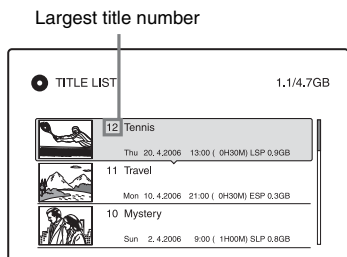 Largest title number
TITLE LIST 1.1/4.7GB
12 Tennis
Thu 20.4.2006 13:00 ( 0H30M) LSP 0.9GB
11 Travel
Mon 10.4.2006 21:00 ( 0H30M) ESP 0.3GB
10 Mystery
Sun 2.4.2006 9:00 ( 1H00M) SLP 0.8GB